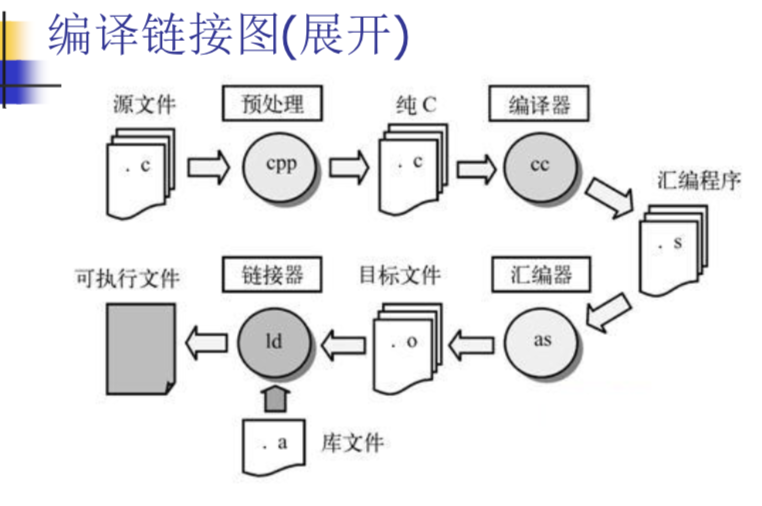 编译链接图(展开)
源文件
预处理
纯 C
编译器
. c
cpp
. c
cc
汇编程序
. s
可执行文件
链接器
目标文件
汇编器
ld
. o
as
. a
库文件